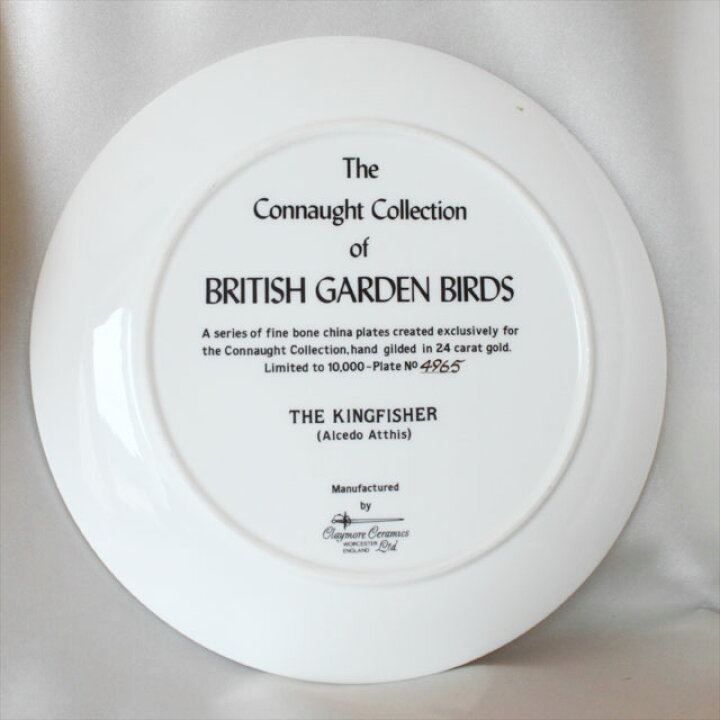 The
Connaught Collection
of
BRITISH GARDEN BIRDS
A series of fine bone china plates created exclusively for
the Connaught Collection, hand gilded in 24 carat gold.
Limited to 10,000-Plate Nº 4965
THE KINGFISHER
(Alcedo Atthis)
Manufactured
by
Claymore Ceramics
WORCESTER
ENGLAND Ltd